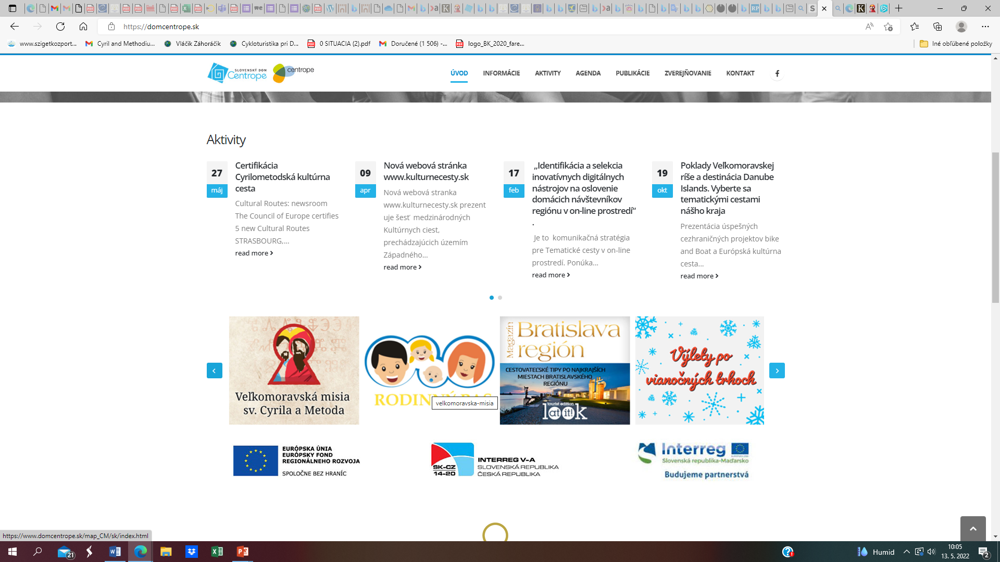 https://domcentrope.sk
www.szigetkozport...
Cyril and Methodiu...
Vláčik Záhoráčik
Cykloturistika pri D...
0 SITUACIA (2).pdf
Doručené (1 506) -...
logo_BK_2020_fare...
Iné obľúbené položky
SLOVENSKÝ DOM
Centrope
centrope
ÚVOD
INFORMÁCIE
AKTIVITY
AGENDA
PUBLIKÁCIE
ZVEREJŇOVANIE
KONTAKT
Aktivity
27
máj
Certifikácia
Cyrilometodská kultúrna
cesta
Cultural Routes: newsroom
The Council of Europe certifies
5 new Cultural Routes
STRASBOURG,...
read more
09
apr
Nová webová stránka
www.kulturnecesty.sk
Nová webová stranka
www.kulturnecesty.sk prezent
uje šesť medzinárodných
Kultúrnych ciest,
prechádzajúcich územím
Západného...
read more
17
feb
„Identifikácia a selekcia
inovatívnych digitálnych
nástrojov na oslovenie
domácich návštevníkov
regiónu v on-line prostredí“
.
Je to komunikačná stratégia
pre Tematické cesty v on-line
prostredí. Ponúka...
read more
19
okt
Poklady Veľkomoravskej
ríše a destinácia Danube
Islands. Vyberte sa
tematickými cestami
nášho kraja
Prezentácia úspešných
cezhraničných projektov bike
and Boat a Európská kultúrna
cesta...
read more
Veľkomoravská misia
sv. Cyrila a Metoda
velkomoravska-misia
Magazín
Bratislava
región
CESTOVATEĽSKÉ TIPY PO NAJKRAJŠÍCH
MIESTACH BRATISLAVSKÉHO
REGIÓNU
tourist edition
look
at it!
Výlety po
vianočných trhoch
EURÓPSKA ÚNIA
EURÓPSKY FOND
REGIONÁLNEHO ROZVOJA
SPOLOČNE BEZ HRANÍC
SK-CZ
14-20
INTERREG V-A
SLOVENSKÁ REPUBLIKA
ČESKÁ REPUBLIKA
Interreg
Slovenská republika-Maďarsko
Budujeme partnerstvá
https://www.domcentrope.sk/map_CM/sk/index.html
21
Humid
10:05
13. 5. 2022
2